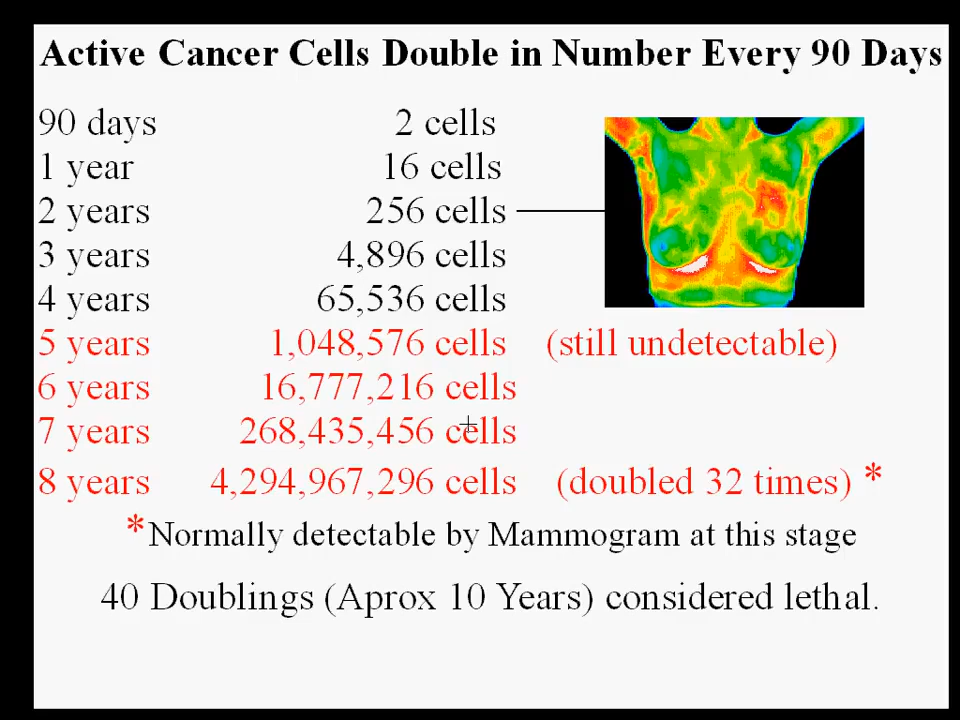 Active Cancer Cells Double in Number Every 90 Days
90 days 2 cells
1 year 16 cells
2 years 256 cells
3 years 4,896 cells
4 years 65,536 cells
5 years 1,048,576 cells (still undetectable)
6 years 16,777,216 cells
7 years 268,435,456 cells
8 years 4,294,967,296 cells (doubled 32 times) *
*Normally detectable by Mammogram at this stage
40 Doublings (Aprox 10 Years) considered lethal.